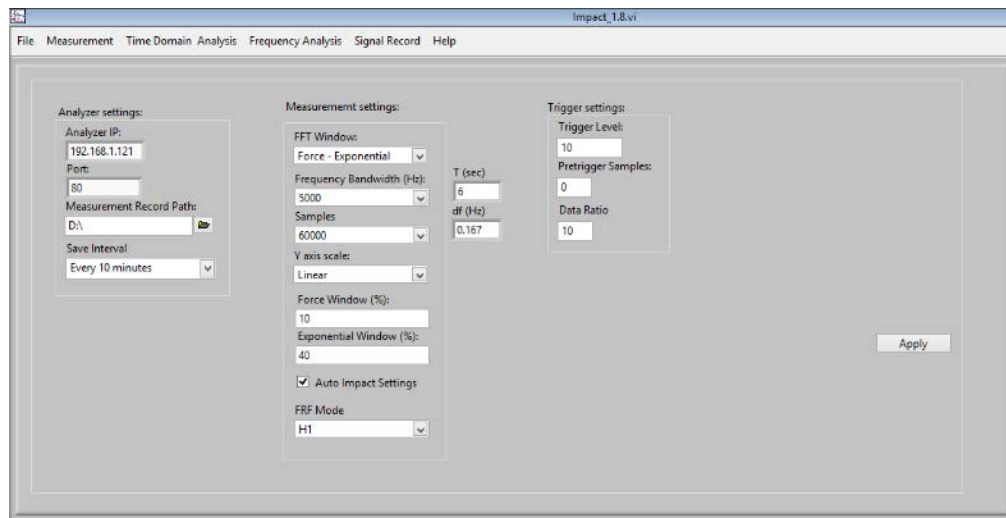 Impact_1.8.vi
File Measurement Time Domain Analysis Frequency Analysis Signal Record Help
Analyzer settings:
Analyzer IP:
192.168.1.121
Port:
80
Measurement Record Path:
D:\
Save Interval
Every 10 minutes
Measurememt settings:
FFT Window:
Force - Exponential
Frequency Bandwidth (Hz):
5000
Samples
60000
Y axis scale:
Linear
Force Window (%):
10
Exponential Window (%):
40
Auto Impact Settings
FRF Mode
H1
T (sec)
6
df (Hz)
0.167
Trigger settings:
Trigger Level:
10
Pretrigger Samples:
0
Data Ratio
10
Apply